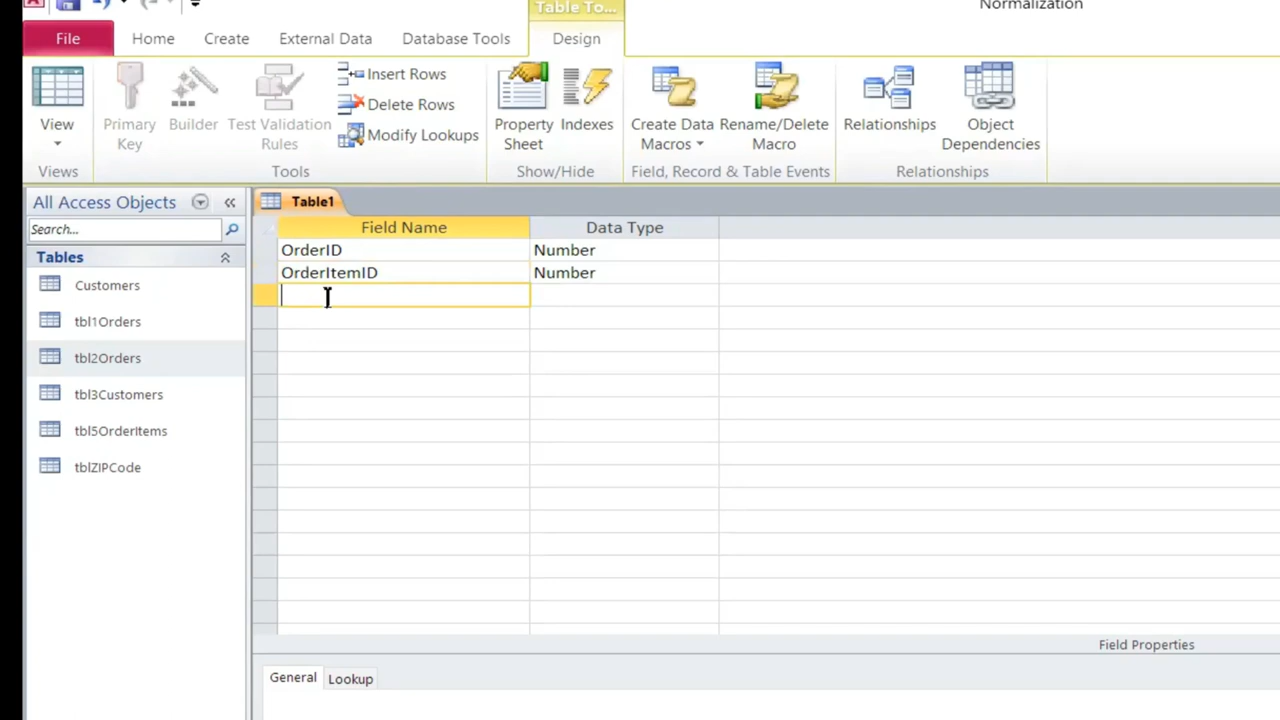 Table To...
Normalization
File
Home
Create
External Data
Database Tools
Design
View
Primary
Key
Builder
Test Validation
Rules
Insert Rows
Delete Rows
Modify Lookups
Property
Sheet
Indexes
Create Data
Macros
Rename/Delete
Macro
Relationships
Object
Dependencies
Views
Tools
Show/Hide
Field, Record & Table Events
Relationships
All Access Objects
Search...
Tables
Customers
tbl1Orders
tbl2Orders
tbl3Customers
tbl5OrderItems
tblZIPCode
Table1
Field Name
Data Type
OrderID
Number
OrderItemID
Number
Field Properties
General
Lookup